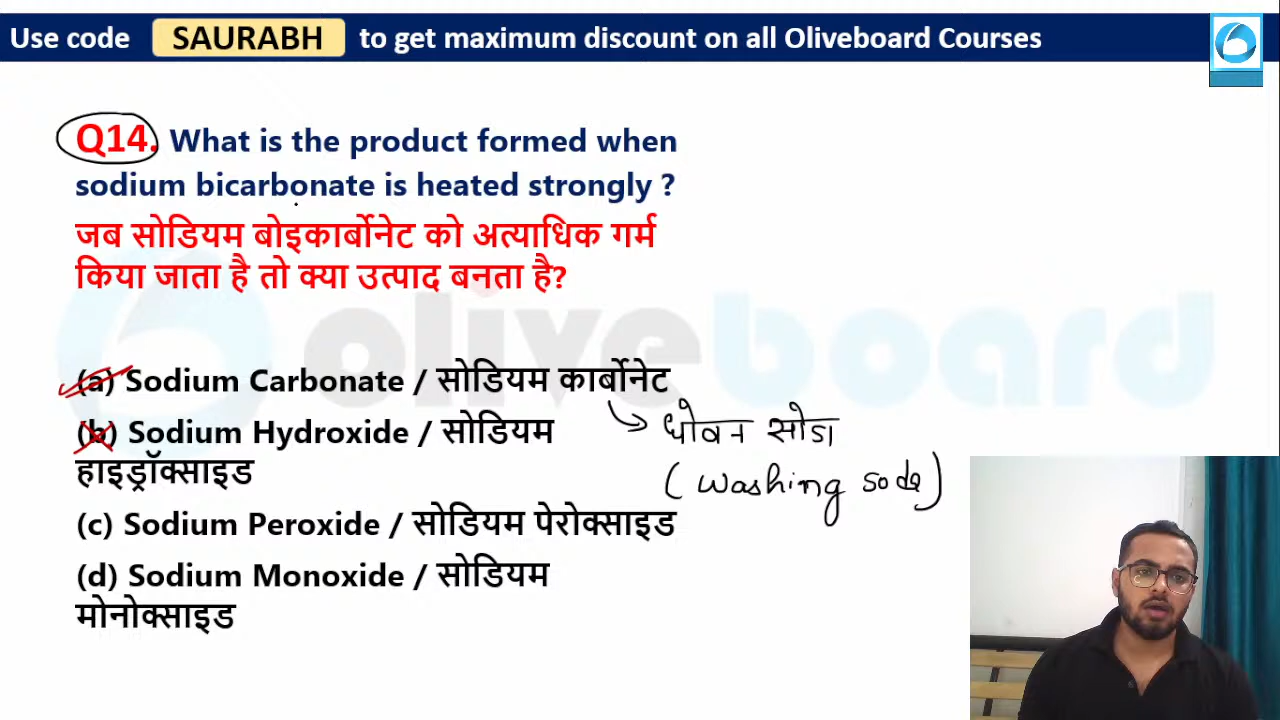 Use code SAURABH to get maximum discount on all Oliveboard Courses
Q14. What is the product formed when
sodium bicarbonate is heated strongly ?
जब सोडियम बोइकार्बोनेट को अत्याधिक गर्म
किया जाता है तो क्या उत्पाद बनता है?
oliveboard
(a) Sodium Carbonate / सोडियम कार्बोनेट
धोवन सोडा
(b) Sodium Hydroxide / सोडियम
हाइड्रॉक्साइड
(washing soda)
(c) Sodium Peroxide / सोडियम पेरोक्साइड
(d) Sodium Monoxide / सोडियम
मोनोक्साइड